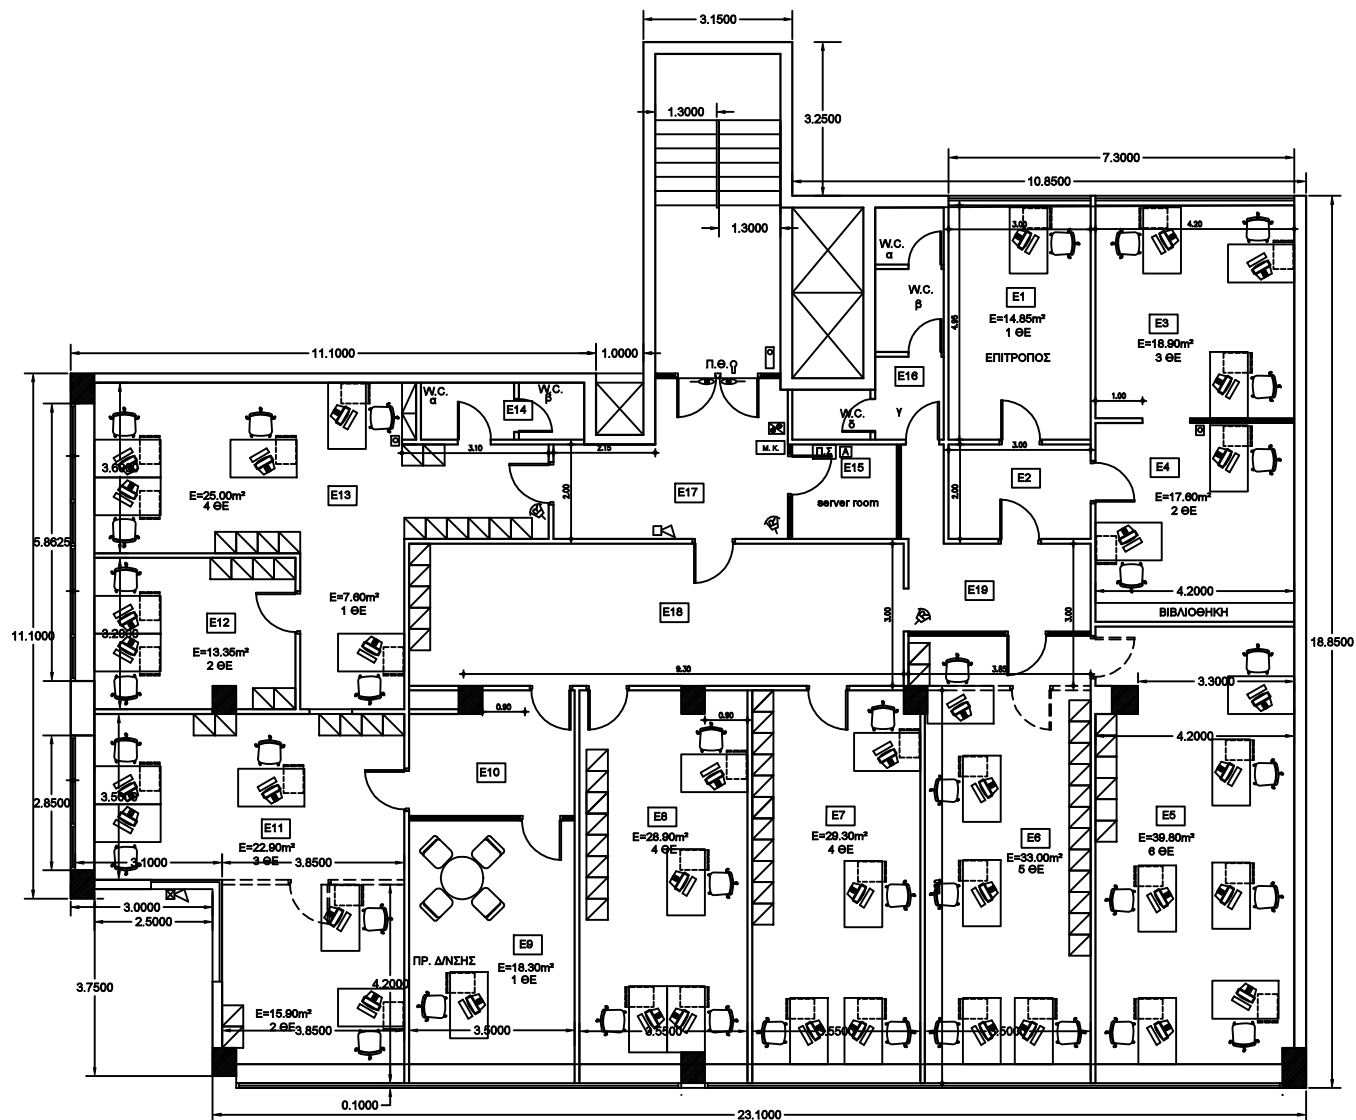 3.1500
1.3000
3.2500
7.3000
10.8500
1.3000
3.00
4.20
W.C.
α
W.C.
β
E1
E=14.85m²
1 ΘΕ
ΕΠΙΤΡΟΠΟΣ
4.95
E3
E=18.90m²
3 ΘΕ
11.1000
1.0000
Π.Θ.
E16
1.00
W.C.
α
W.C.
β
E14
W.C.
δ
γ
3.10
2.15
M.K.
Π.Σ
A
E15
3.00
E2
E4
E=17.60m²
2 ΘΕ
E=25.00m²
4 ΘΕ
E13
2.00
E17
server room
2.00
5.8625
E=7.60m²
1 ΘΕ
E18
3.00
E19
3.00
4.2000
ΒΙΒΛΙΟΘΗΚΗ
11.1000
3.2000
E12
E=13.35m²
2 ΘΕ
18.8500
9.30
3.85
3.3000
0.90
0.90
4.2000
2.8500
E10
E11
E=22.90m²
3 ΘΕ
E8
E=28.90m²
4 ΘΕ
E7
E=29.30m²
4 ΘΕ
E6
E=33.00m²
5 ΘΕ
E5
E=39.80m²
6 ΘΕ
3.1000
3.8500
3.0000
2.5000
E9
ΠР. Δ/ΝΣΗΣ
E=18.30m²
1 ΘΕ
3.7500
4.2000
E=15.90m²
2 ΘΕ
3.8500
3.5000
0.1000
23.1000